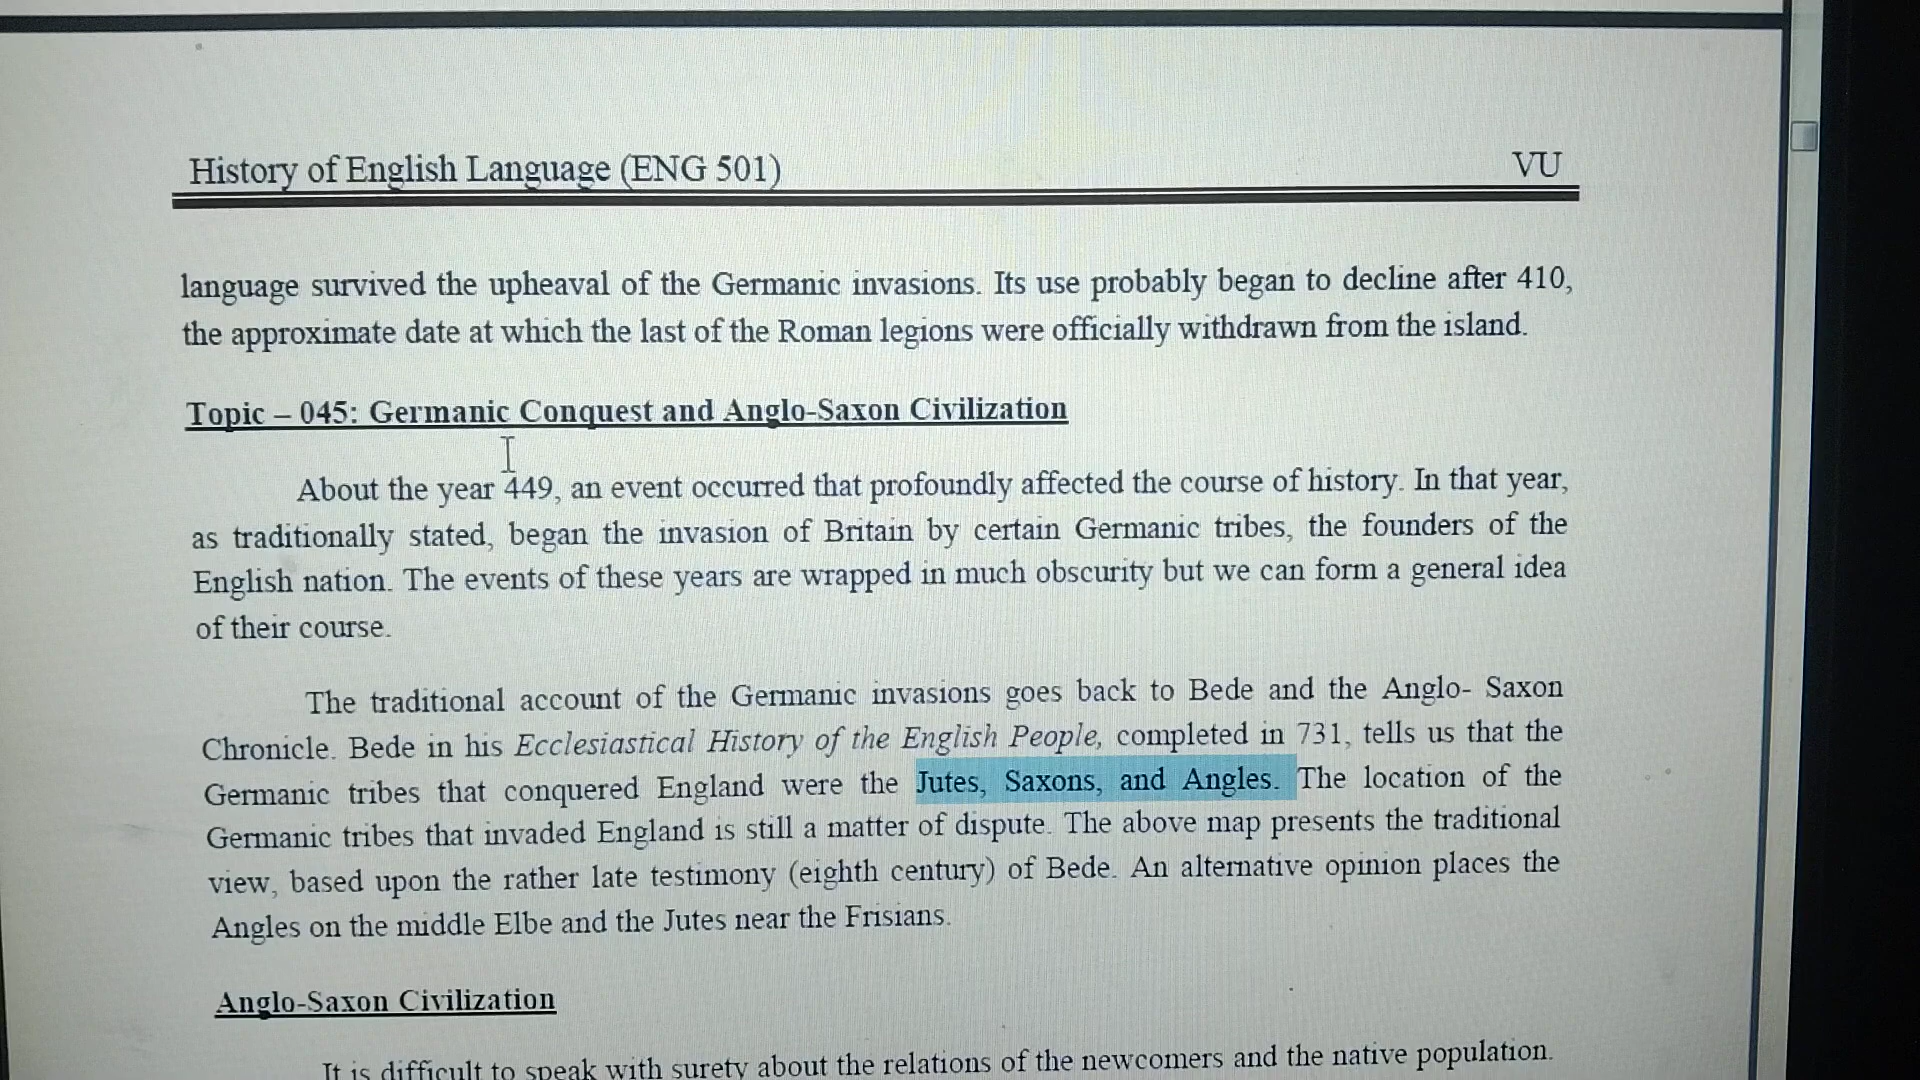 History of English Language (ENG 501) VU
language survived the upheaval of the Germanic invasions. Its use probably began to decline after 410,
the approximate date at which the last of the Roman legions were officially withdrawn from the island.
Topic – 045: Germanic Conquest and Anglo-Saxon Civilization
About the year 449, an event occurred that profoundly affected the course of history. In that year,
as traditionally stated, began the invasion of Britain by certain Germanic tribes, the founders of the
English nation. The events of these years are wrapped in much obscurity but we can form a general idea
of their course.
The traditional account of the Germanic invasions goes back to Bede and the Anglo- Saxon
Chronicle. Bede in his Ecclesiastical History of the English People, completed in 731, tells us that the
Germanic tribes that conquered England were the Jutes, Saxons, and Angles. The location of the
Germanic tribes that invaded England is still a matter of dispute. The above map presents the traditional
view, based upon the rather late testimony (eighth century) of Bede. An alternative opinion places the
Angles on the middle Elbe and the Jutes near the Frisians.
Anglo-Saxon Civilization
It is difficult to speak with surety about the relations of the newcomers and the native population.